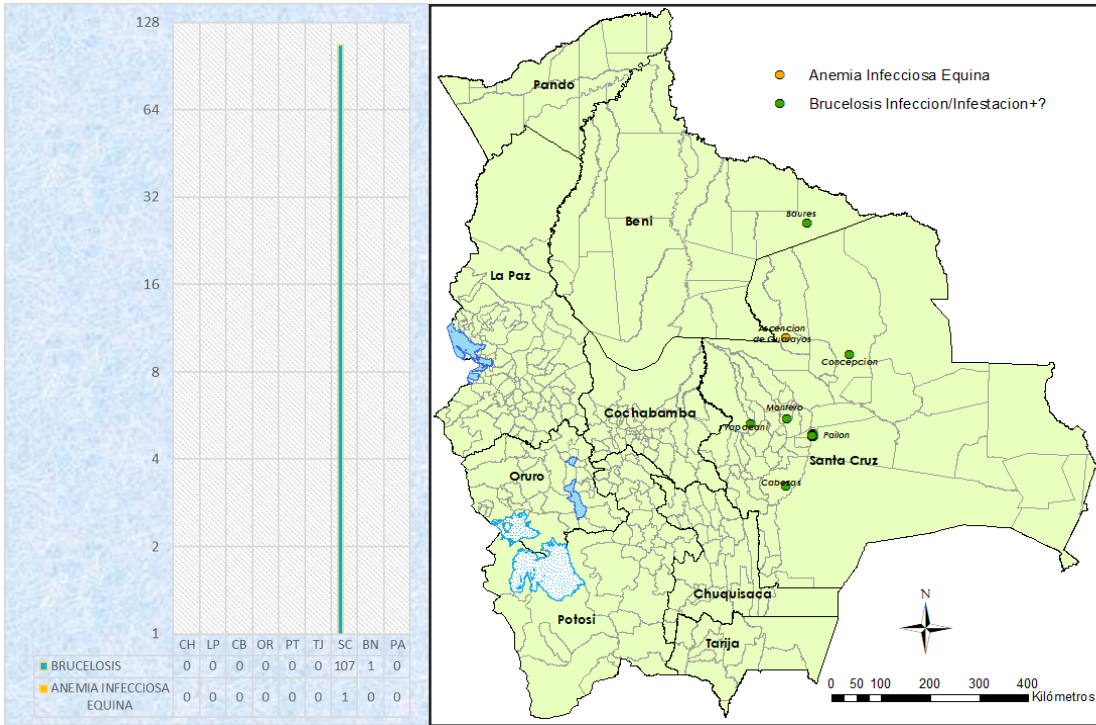 128
64
32
16
8
4
2
1
CH LP CB OR PT TJ SC BN PA
BRUCELOSIS 0 0 0 0 0 0 107 1 0
ANEMIA INFECCIOSA EQUINA 0 0 0 0 0 0 1 0 0
Anemia Infecciosa Equina
Brucelosis Infeccion/Infestacion+?
Pando
Beni
Baures
La Paz
Ascencion
de Guarayos
Concepcion
Cochabamba
Montero
Yapacani
Pailon
Santa Cruz
Oruro
Cabezas
Chuquisaca
Potosi
Tarija
N
0 50 100 200 300 400
Kilómetros